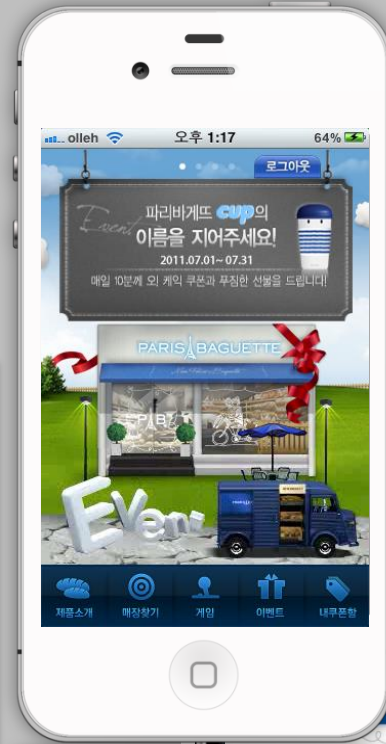 olleh 오후 1:17 64%
로그아웃
Event
파리바게뜨 cup의
이름을 지어주세요!
2011.07.01~ 07.31
매일 10분께 외 케익 쿠폰과 푸짐한 선물을 드립니다!
PARIS BAGUETTE
PB
Event
제품소개 매장찾기 게임 이벤트 내쿠폰함